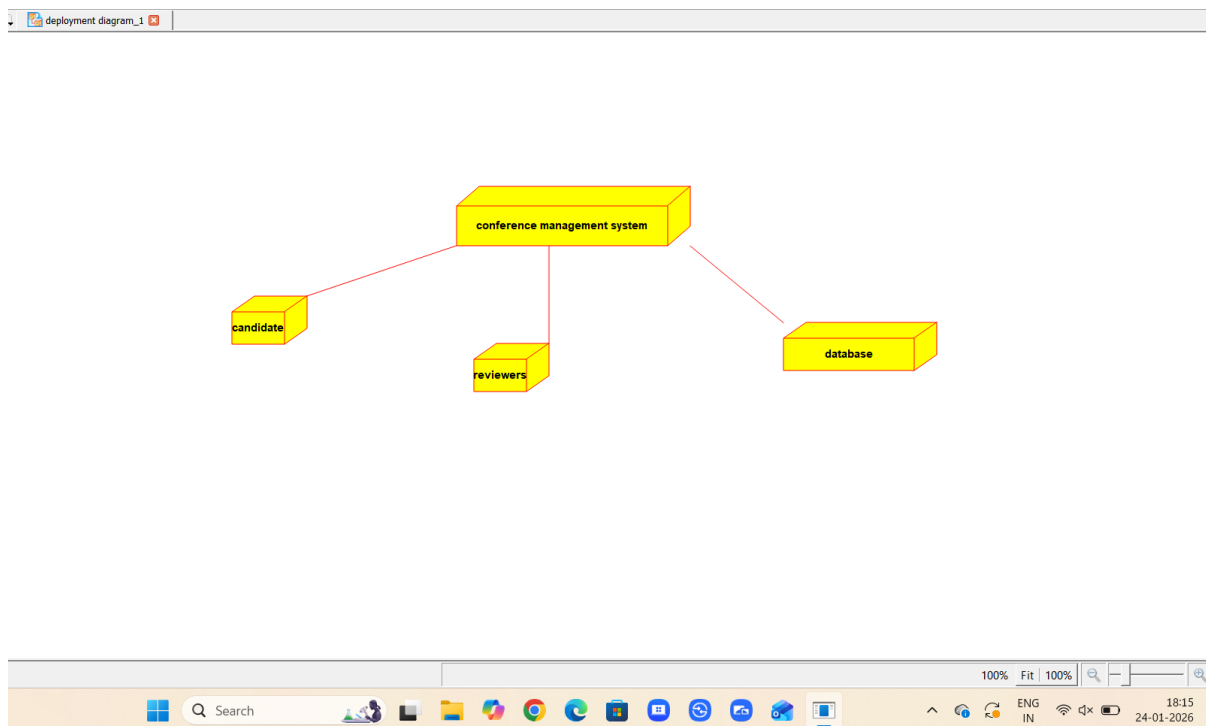 deployment diagram_1
conference management system
candidate
reviewers
database
100% Fit 100%
Search
ENG
IN
18:15
24-01-2026